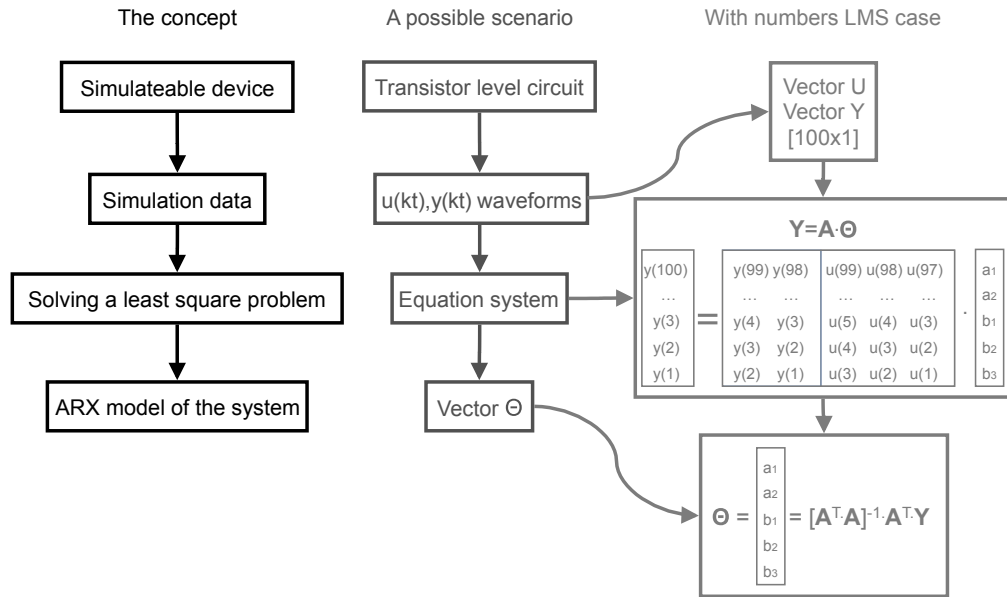 The concept
Simulateable device
Simulation data
Solving a least square problem
ARX model of the system
A possible scenario
Transistor level circuit
u(kt),y(kt) waveforms
Equation system
Vector Θ
With numbers LMS case
Vector U
Vector Y
[100x1]
Y=A·Θ
y(100) y(99) y(98) u(99) u(98) u(97) a1
... ... ... ... ... ... a2
y(3) = y(4) y(3) u(5) u(4) u(3) · b1
y(2) y(3) y(2) u(4) u(3) u(2) b2
y(1) y(2) y(1) u(3) u(2) u(1) b3
a1
a2
Θ = b1 = [AT·A]-1·AT·Y
b2
b3